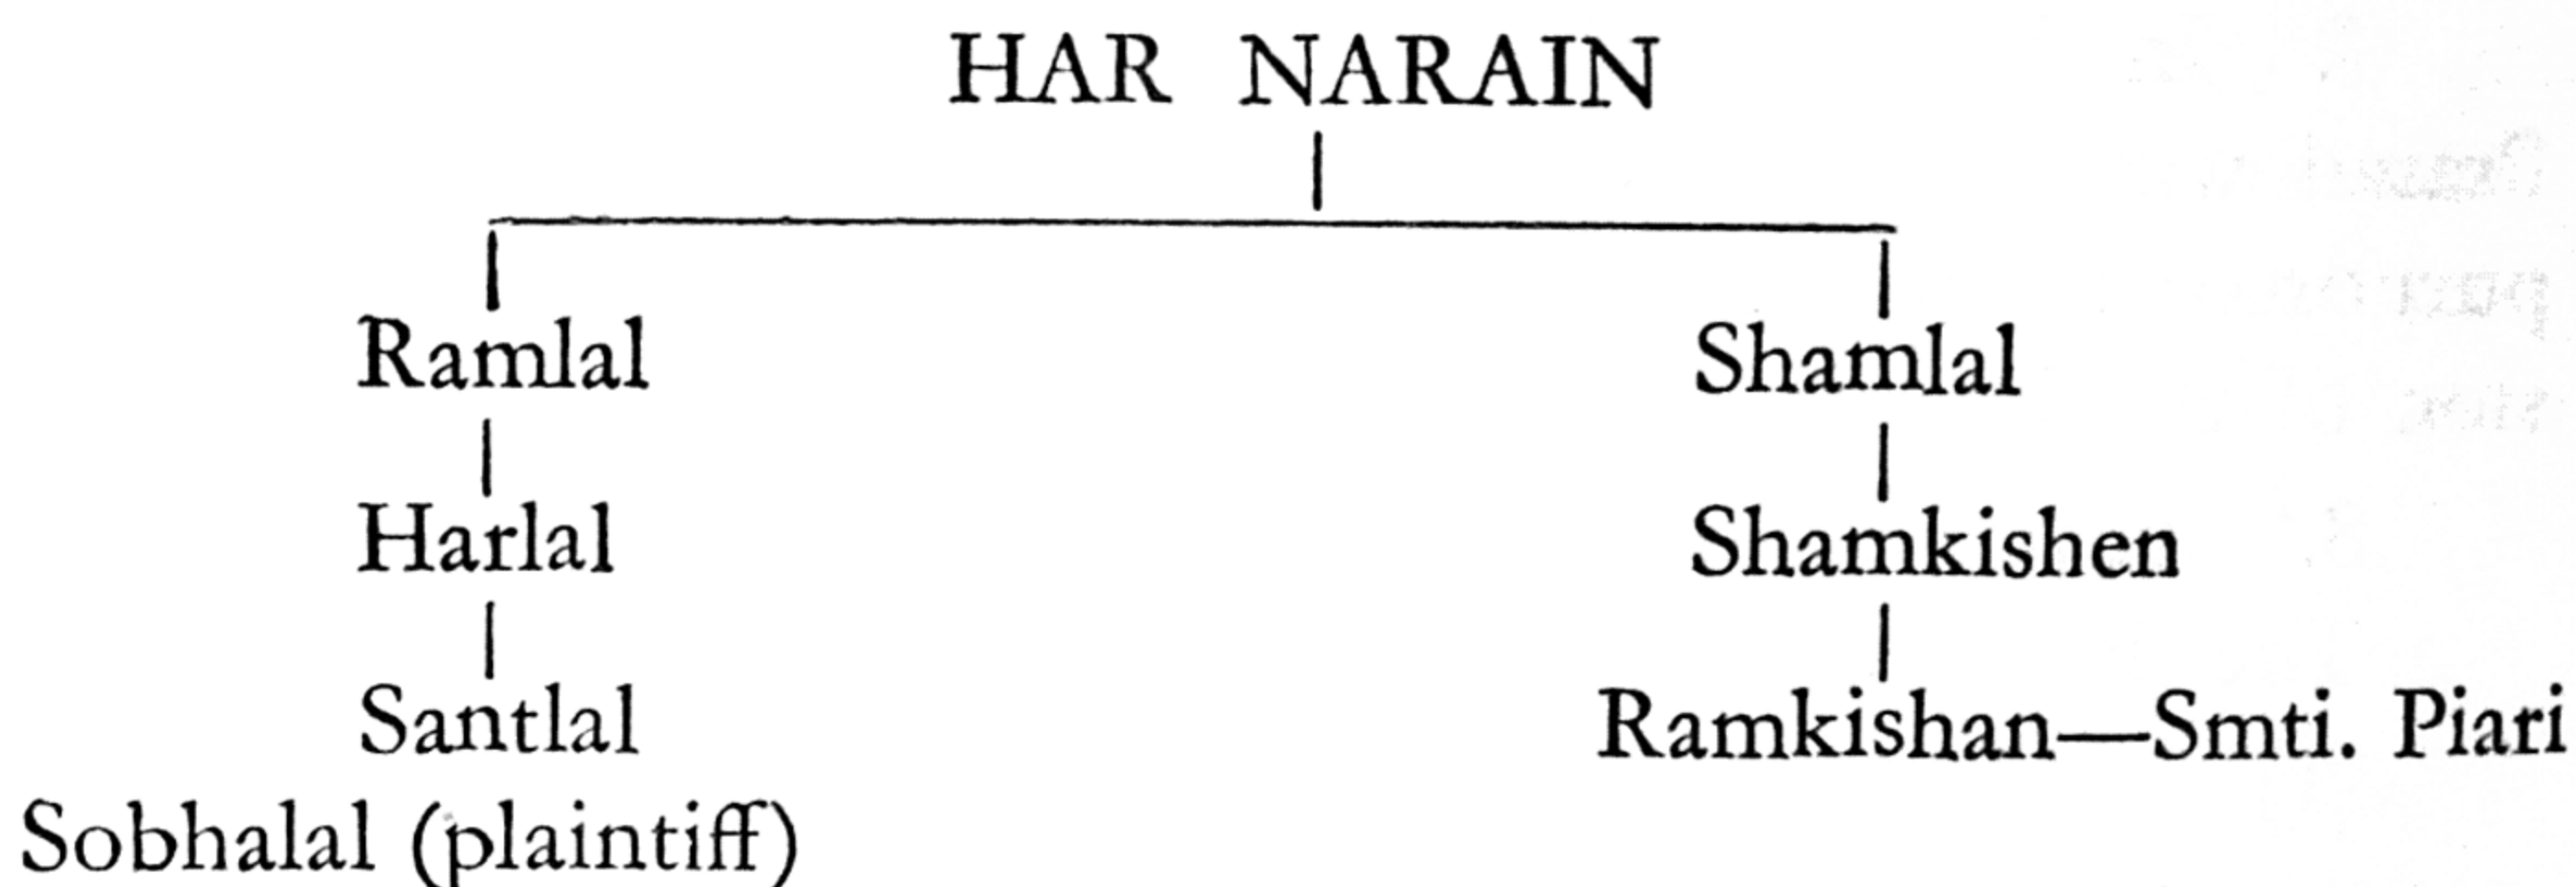 HAR NARAIN
Ramlal Shamlal
Harlal Shamkishen
Santlal Ramkishan—Smti. Piari
Sobhalal (plaintiff)